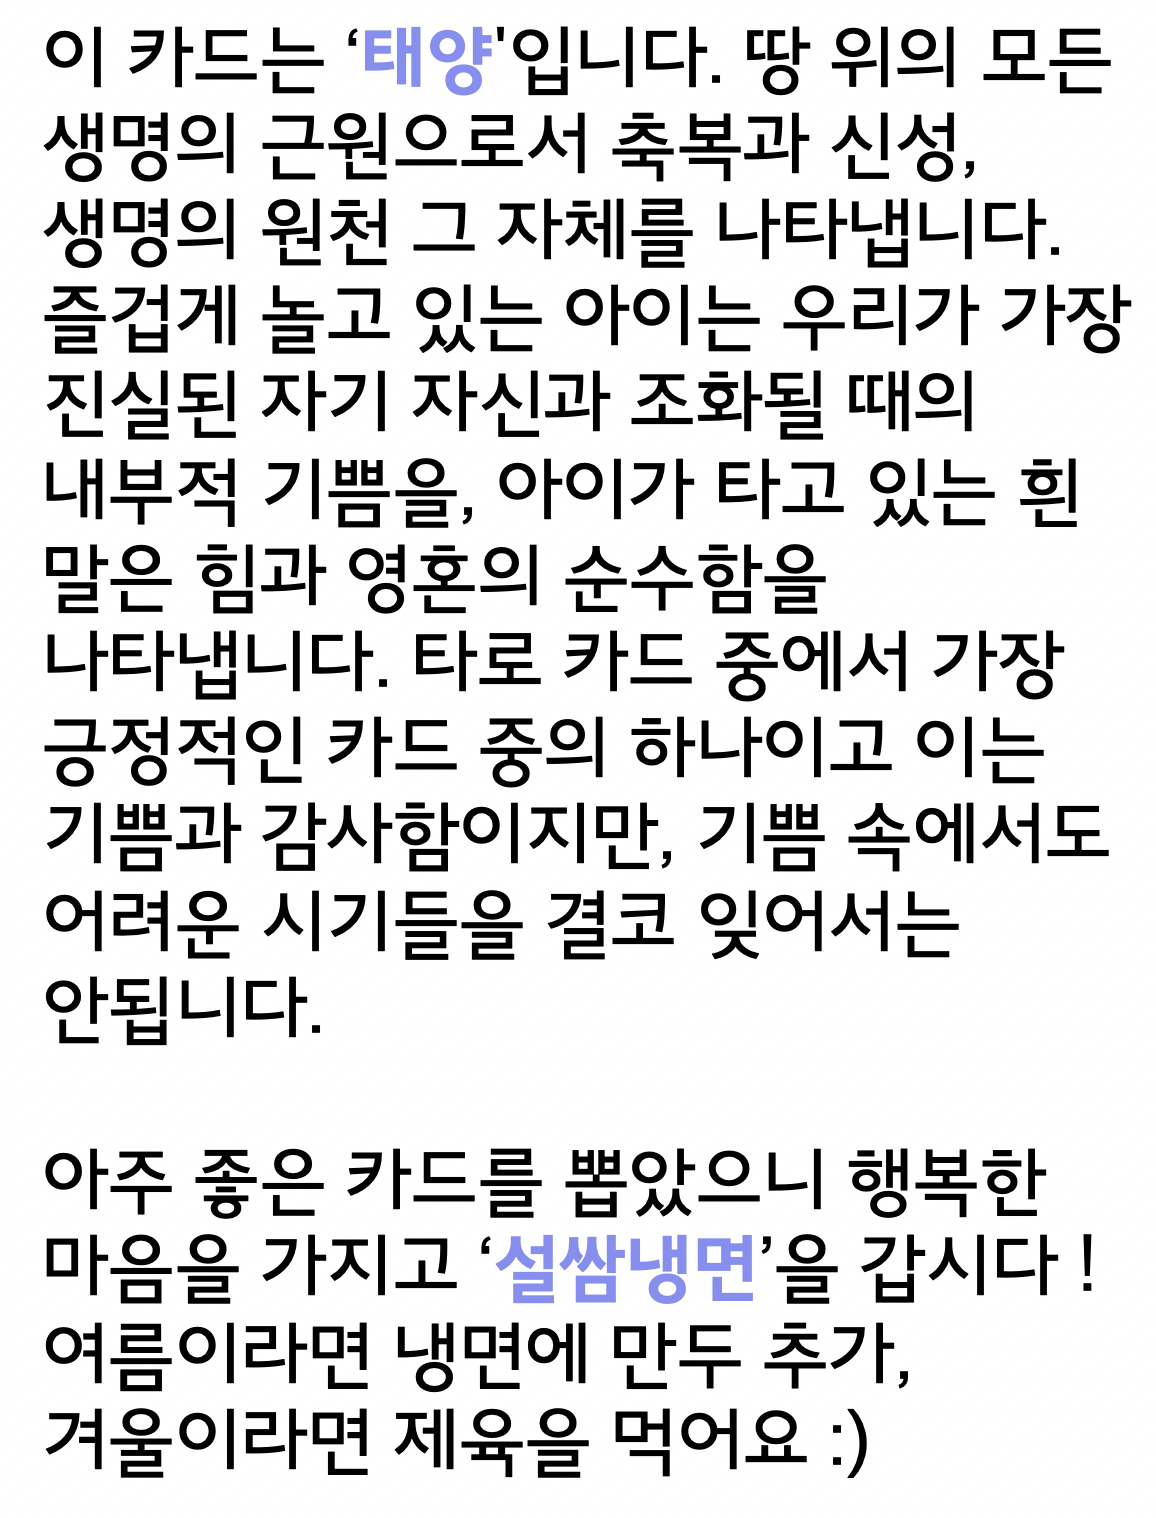 이 카드는 ‘태양'입니다. 땅 위의 모든
생명의 근원으로서 축복과 신성,
생명의 원천 그 자체를 나타냅니다.
즐겁게 놀고 있는 아이는 우리가 가장
진실된 자기 자신과 조화될 때의
내부적 기쁨을, 아이가 타고 있는 흰
말은 힘과 영혼의 순수함을
나타냅니다. 타로 카드 중에서 가장
긍정적인 카드 중의 하나이고 이는
기쁨과 감사함이지만, 기쁨 속에서도
어려운 시기들을 결코 잊어서는
안됩니다.
아주 좋은 카드를 뽑았으니 행복한
마음을 가지고 ‘설쌈냉면’을 갑시다 !
여름이라면 냉면에 만두 추가,
겨울이라면 제육을 먹어요 :)